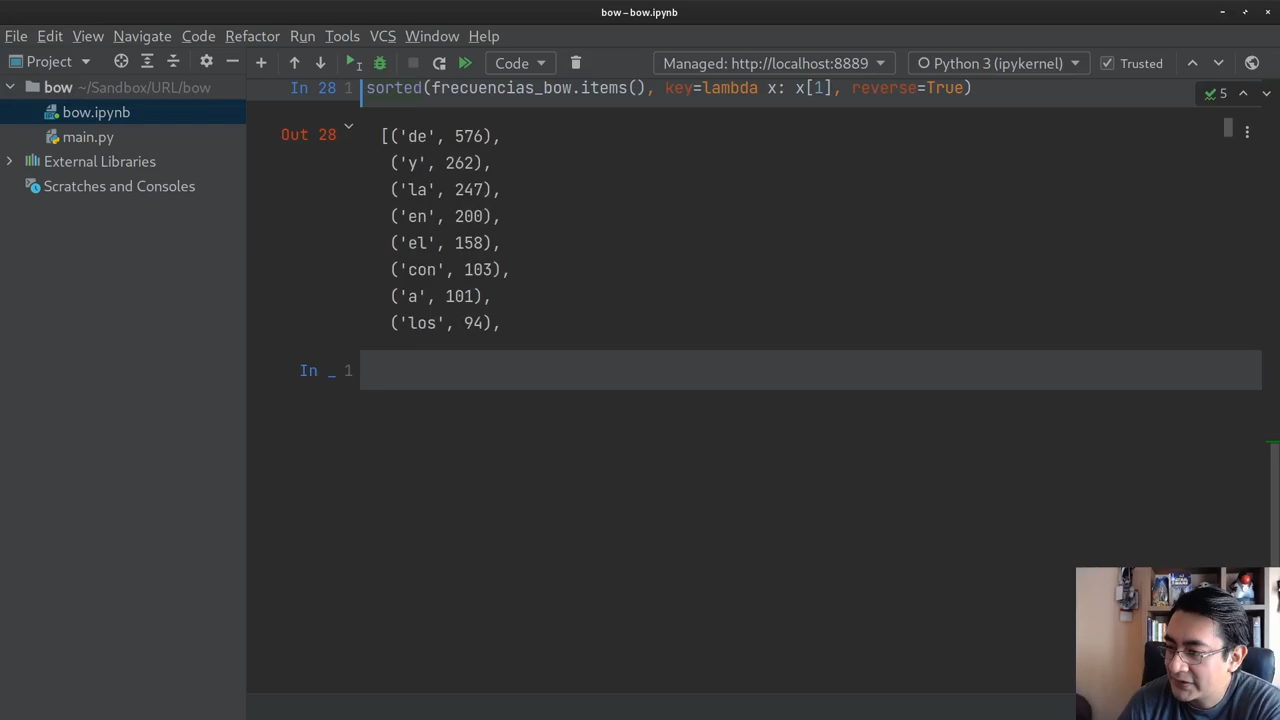 bow – bow.ipynb
File Edit View Navigate Code Refactor Run Tools VCS Window Help
Project Code Managed: http://localhost:8889 Python 3 (ipykernel) Trusted
bow ~/Sandbox/URL/bow
bow.ipynb
main.py
External Libraries
Scratches and Consoles
In 28 1 sorted(frecuencias_bow.items(), key=lambda x: x[1], reverse=True)
5
Out 28 [('de', 576),
('y', 262),
('la', 247),
('en', 200),
('el', 158),
('con', 103),
('a', 101),
('los', 94),
In _ 1